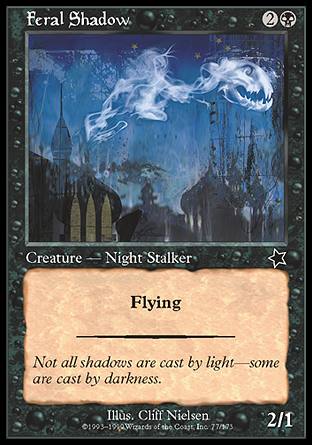 Feral Shadow 2
Creature — Night Stalker
Flying
Not all shadows are cast by light—some
are cast by darkness.
Illus. Cliff Nielsen
©1993–1999 Wizards of the Coast, Inc. 77/173
2/1